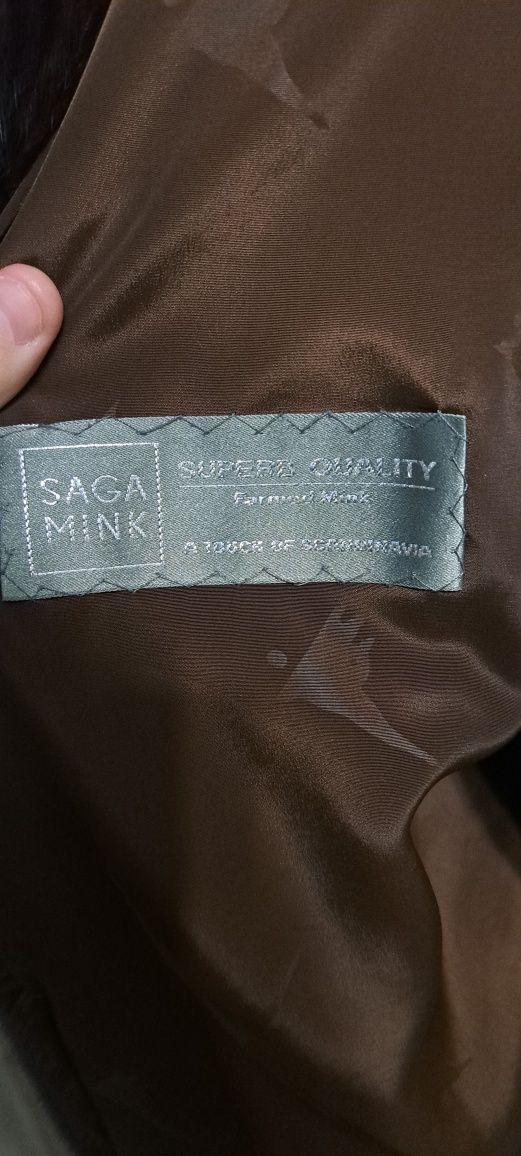 SAGA
MINK
SUPERB QUALITY
Farmed Mink
A TOUCH OF SCANDINAVIA